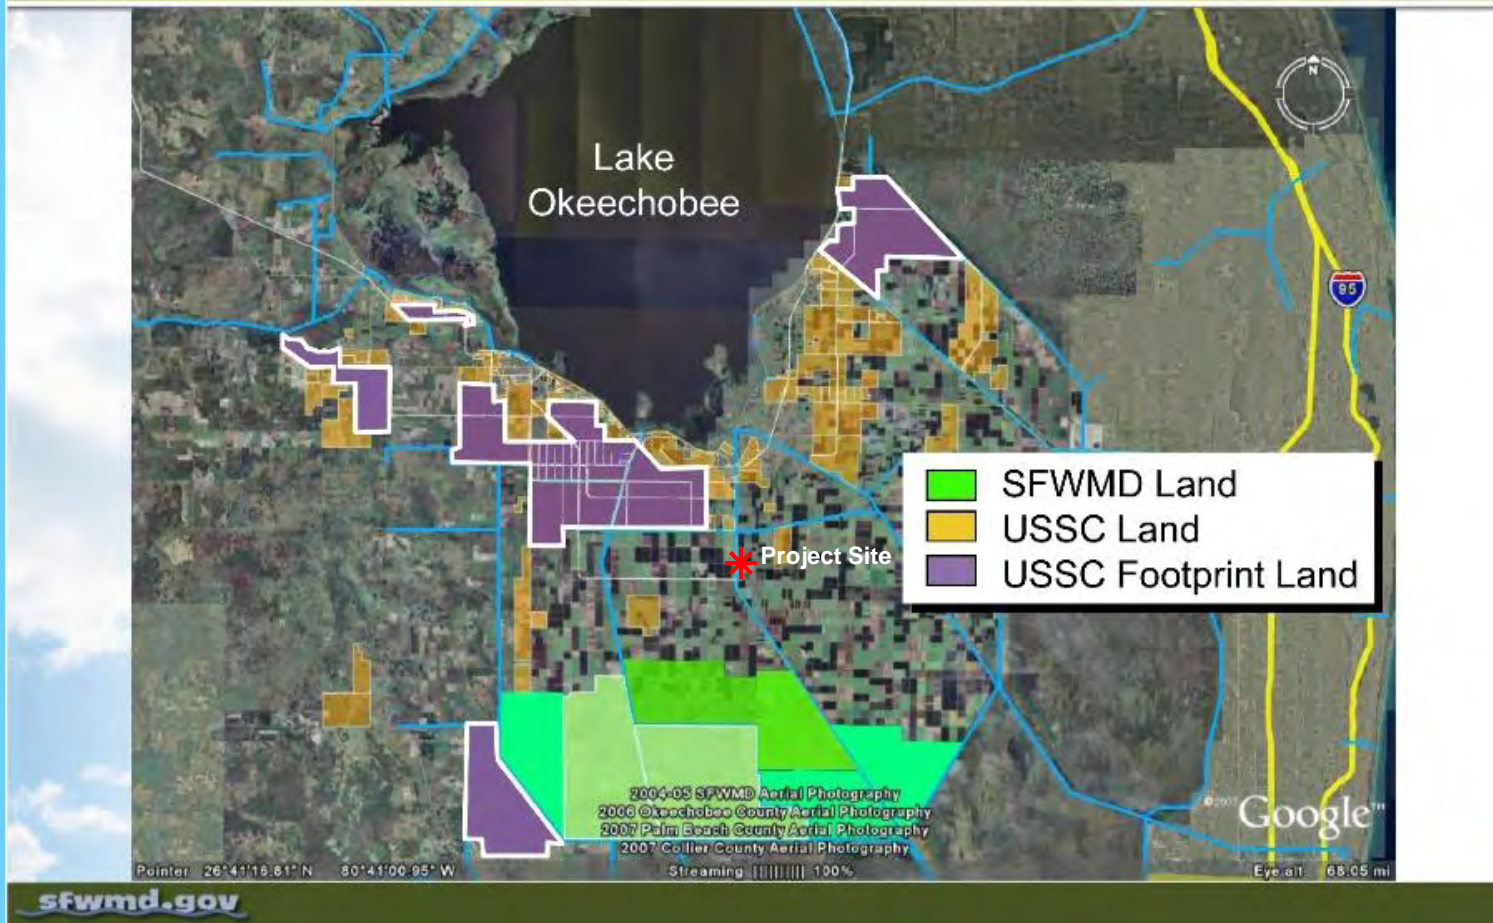 N
Lake
Okeechobee
95
SFWMD Land
USSC Land
USSC Footprint Land
Project Site
2004-05 SFWMD Aerial Photography
2006 Okeechobee County Aerial Photography
2007 Palm Beach County Aerial Photography
2007 Collier County Aerial Photography
©2007 Google™
Pointer 26°41'16.81" N 80°41'00.95" W Streaming ||||||||| 100% Eye alt 68.05 mi
sfwmd.gov